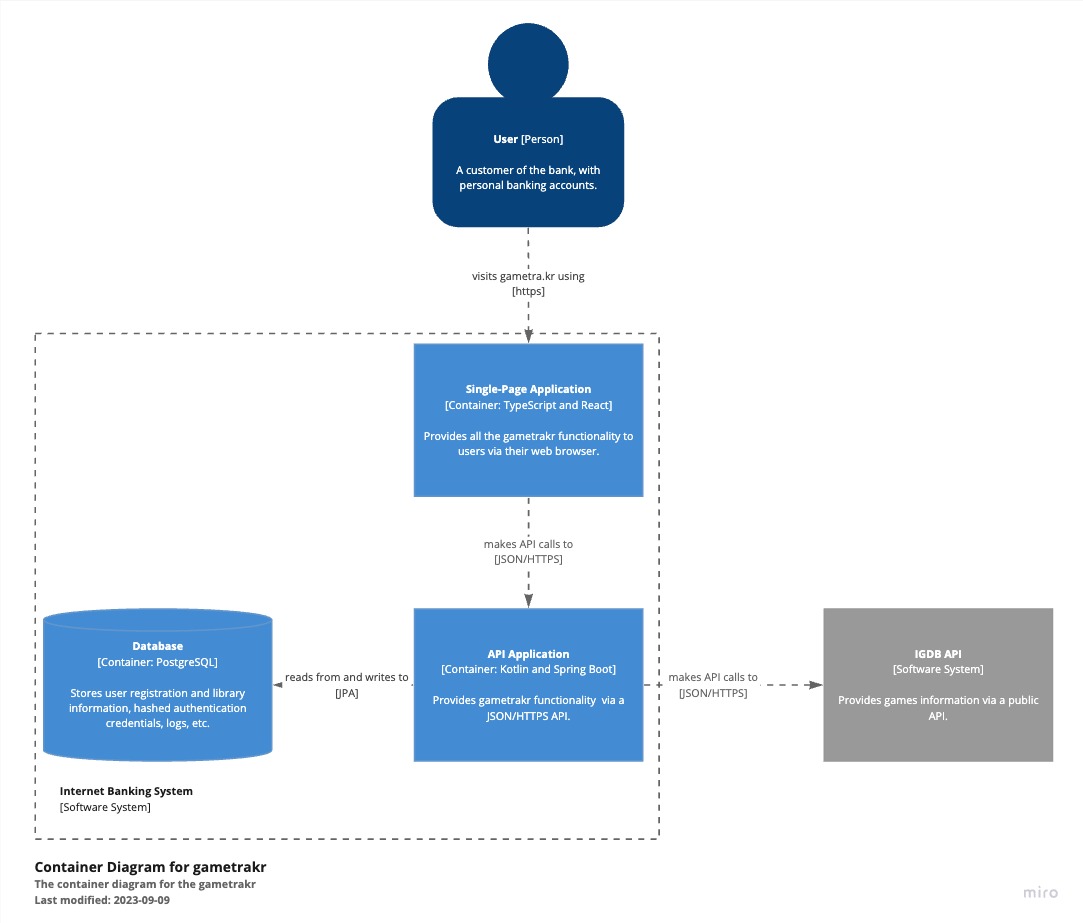 User [Person]
A customer of the bank, with
personal banking accounts.
visits gametra.kr using
[https]
Single-Page Application
[Container: TypeScript and React]
Provides all the gametrakr functionality to
users via their web browser.
makes API calls to
[JSON/HTTPS]
Database
[Container: PostgreSQL]
Stores user registration and library
information, hashed authentication
credentials, logs, etc.
reads from and writes to
[JPA]
API Application
[Container: Kotlin and Spring Boot]
Provides gametrakr functionality via a
JSON/HTTPS API.
makes API calls to
[JSON/HTTPS]
IGDB API
[Software System]
Provides games information via a public
API.
Internet Banking System
[Software System]
Container Diagram for gametrakr
The container diagram for the gametrakr
Last modified: 2023-09-09
miro